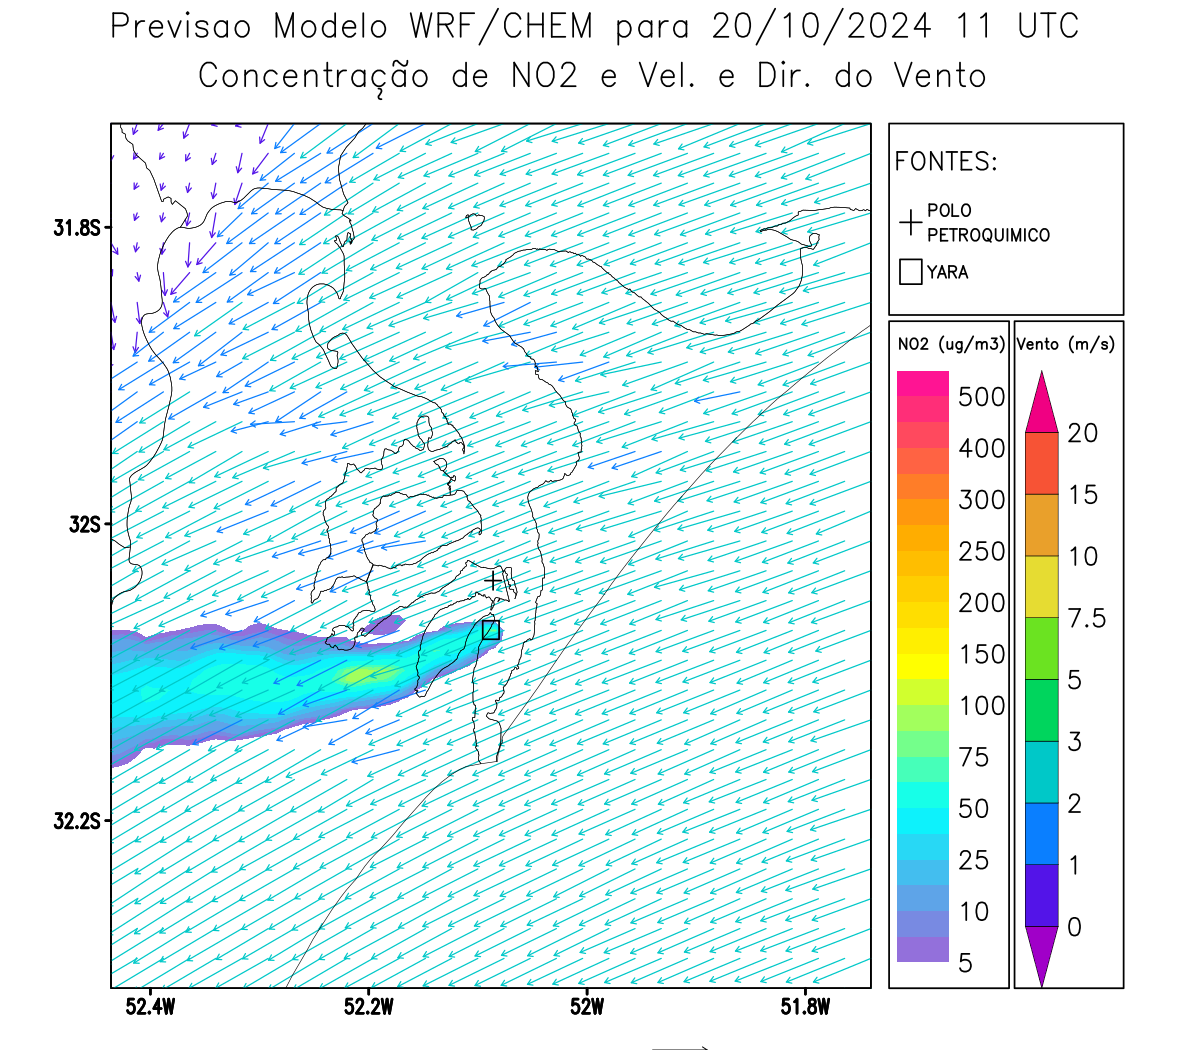 Previsao Modelo WRF/CHEM para 20/10/2024 11 UTC
Concentração de NO2 e Vel. e Dir. do Vento
FONTES:
POLO
PETROQUIMICO
YARA
31.8S
32S
32.2S
52.4W
52.2W
52W
51.8W
NO2 (ug/m3)
500
400
300
250
200
150
100
75
50
25
10
5
Vento (m/s)
20
15
10
7.5
5
3
2
1
0